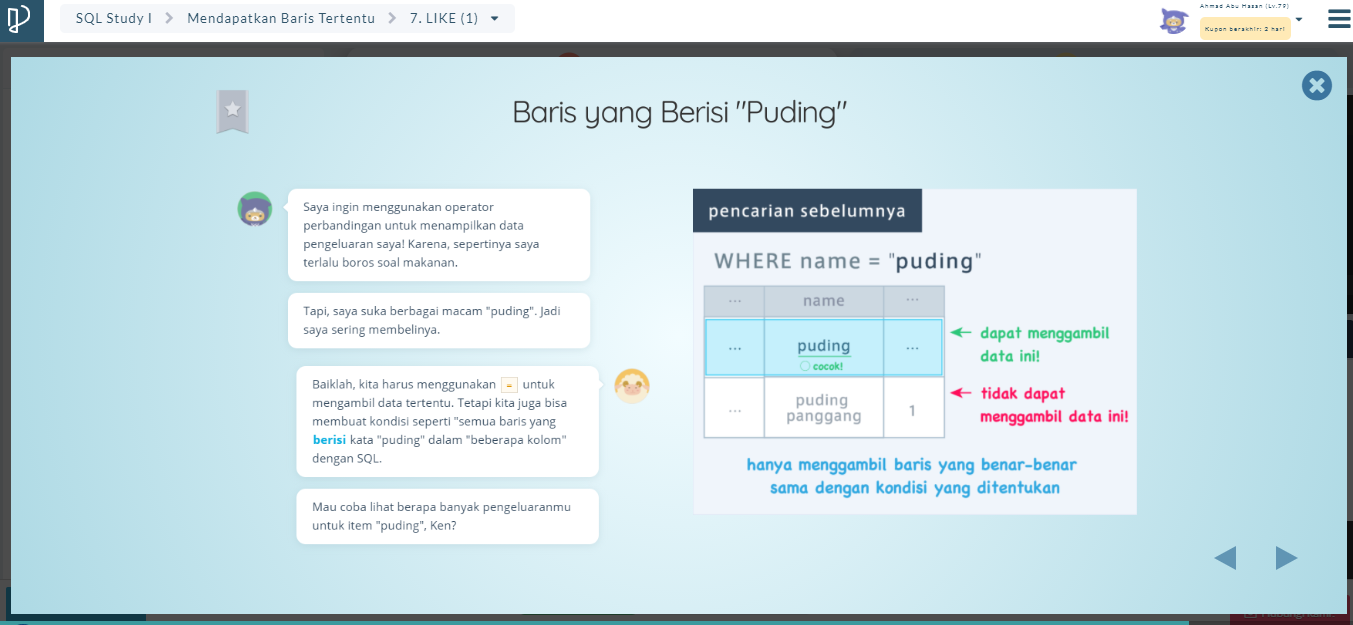 SQL Study I > Mendapatkan Baris Tertentu > 7. LIKE (1)
Ahmad Abu Hasan (Lv.79)
Kupon berakhir: 2 hari
Baris yang Berisi "Puding"
Saya ingin menggunakan operator
perbandingan untuk menampilkan data
pengeluaran saya! Karena, sepertinya saya
terlalu boros soal makanan.
Tapi, saya suka berbagai macam "puding". Jadi
saya sering membelinya.
Baiklah, kita harus menggunakan = untuk
mengambil data tertentu. Tetapi kita juga bisa
membuat kondisi seperti "semua baris yang
berisi kata "puding" dalam "beberapa kolom"
dengan SQL.
Mau coba lihat berapa banyak pengeluaranmu
untuk item "puding", Ken?
pencarian sebelumnya
WHERE name = "puding"
... name ...
... puding ...
cocok!
dapat menggambil
data ini!
... puding
panggang 1
tidak dapat
menggambil data ini!
hanya menggambil baris yang benar-benar
sama dengan kondisi yang ditentukan